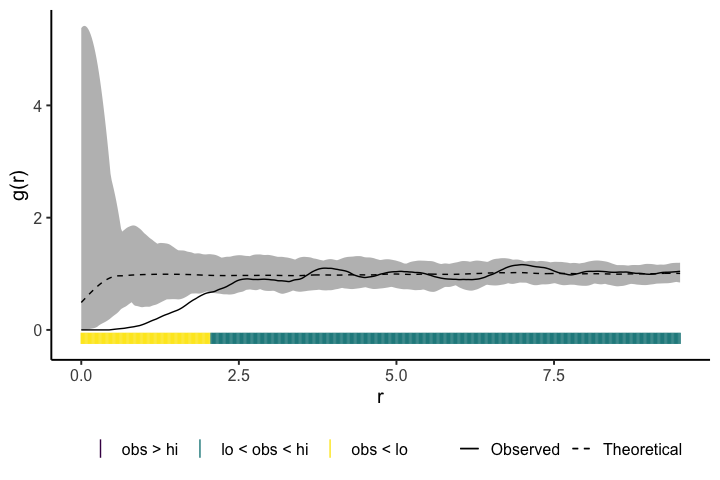 g(r)
4
2
0
0.0 2.5 5.0 7.5
r
obs > hi lo < obs < hi obs < lo Observed Theoretical